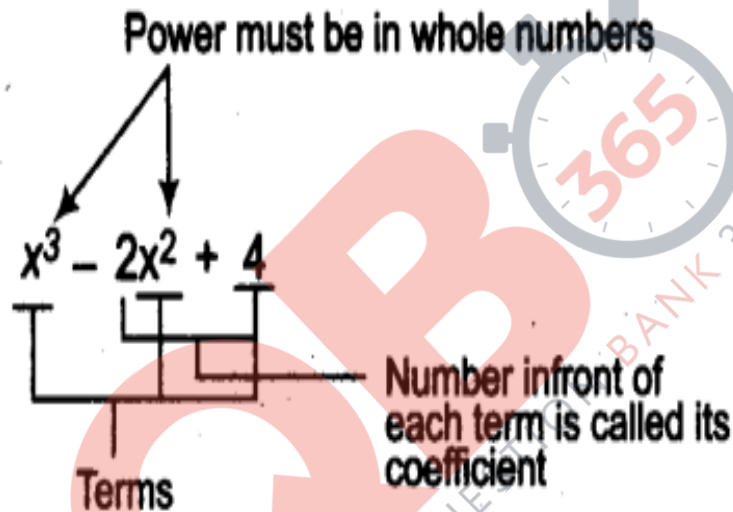 Power must be in whole numbers
365
x³ – 2x² + 4
BANK
Number infront of
each term is called its
coefficient
Terms